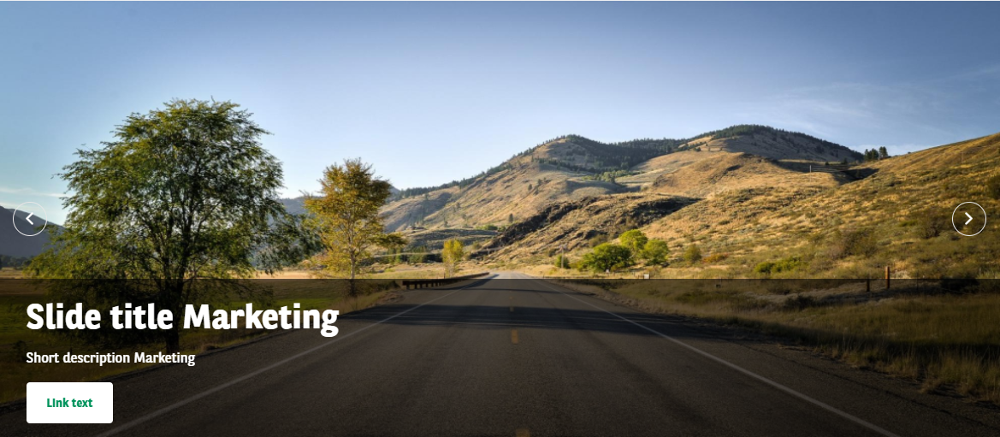 Slide title Marketing
Short description Marketing
Link text